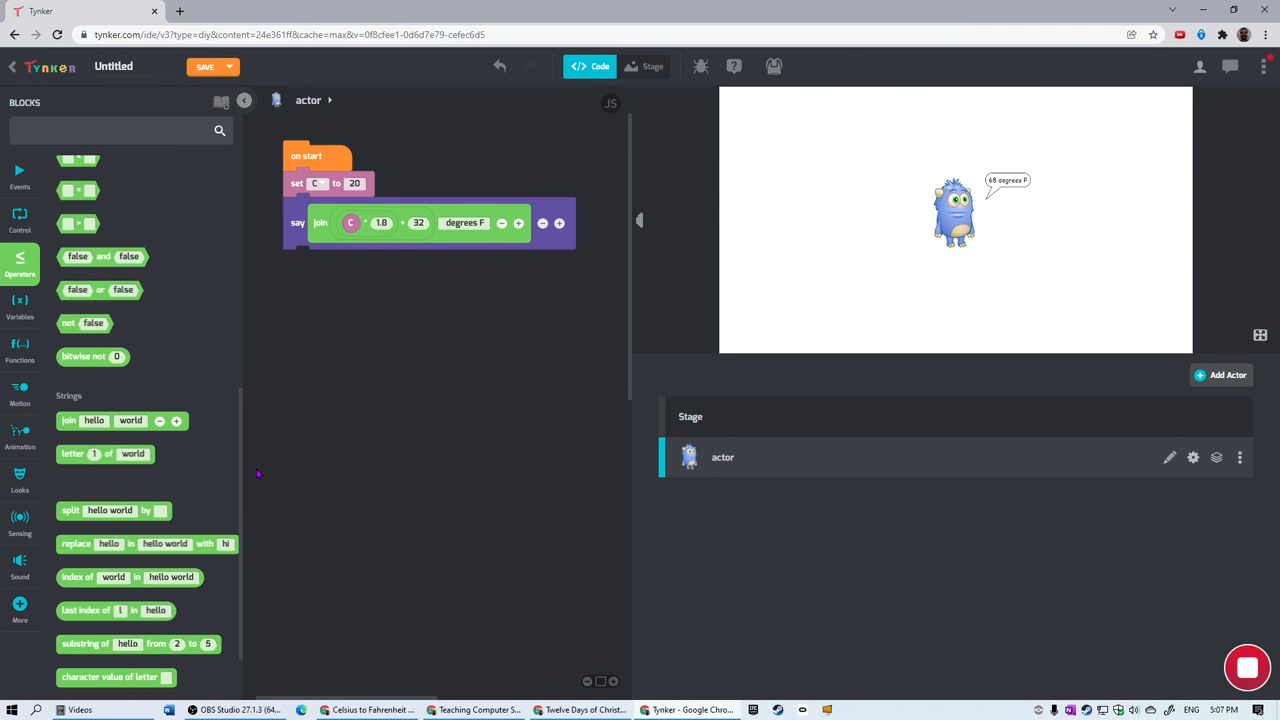 Tynker
tynker.com/ide/v3?type=diy&content=24e361ff&cache=max&v=0f8cfee1-0d6d7e79-cefec6d5
TYNKER
Untitled
SAVE
Code
Stage
BLOCKS
actor
JS
Events
Control
Operators
Variables
Functions
Motion
Animation
Looks
Sensing
Sound
More
=
>
false and false
false or false
not false
bitwise not 0
Strings
join hello world
letter 1 of world
split hello world by
replace hello in hello world with hi
index of world in hello world
last index of l in hello
substring of hello from 2 to 5
character value of letter
on start
set C to 20
say join C * 1.8 + 32 degrees F
68 degrees F
Add Actor
Stage
actor
Videos
OBS Studio 27.1.3 (64...
Celsius to Fahrenheit
Teaching Computer S...
Twelve Days of Christ...
Tynker - Google Chro...
5:07 PM